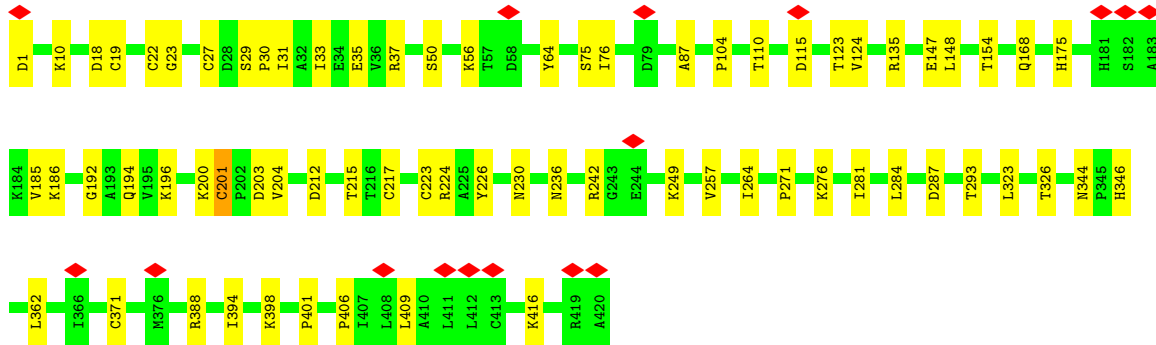 D1 K10 D18 C19 C22 G23 C27 D28 S29 P30 I31 A32 I33 E34 E35 V36 R37 S50 K56 T57 D58 Y64 S75 I76 D79 A87 P104 T110 D115 T123 V124 R135 E147 L148 T154 Q168 H175 H181 S182 A183
K184 V185 K186 G192 A193 Q194 V195 K196 K200 C201 P202 D203 V204 D212 T215 T216 C217 C223 R224 A225 Y226 N230 N236 R242 G243 E244 K249 V257 I264 P271 K276 I281 L284 D287 T293 L323 T326 N344 P345 H346
L362 I366 C371 M376 R388 I394 K398 P401 P406 I407 L408 L409 A410 L411 L412 C413 K416 R419 A420